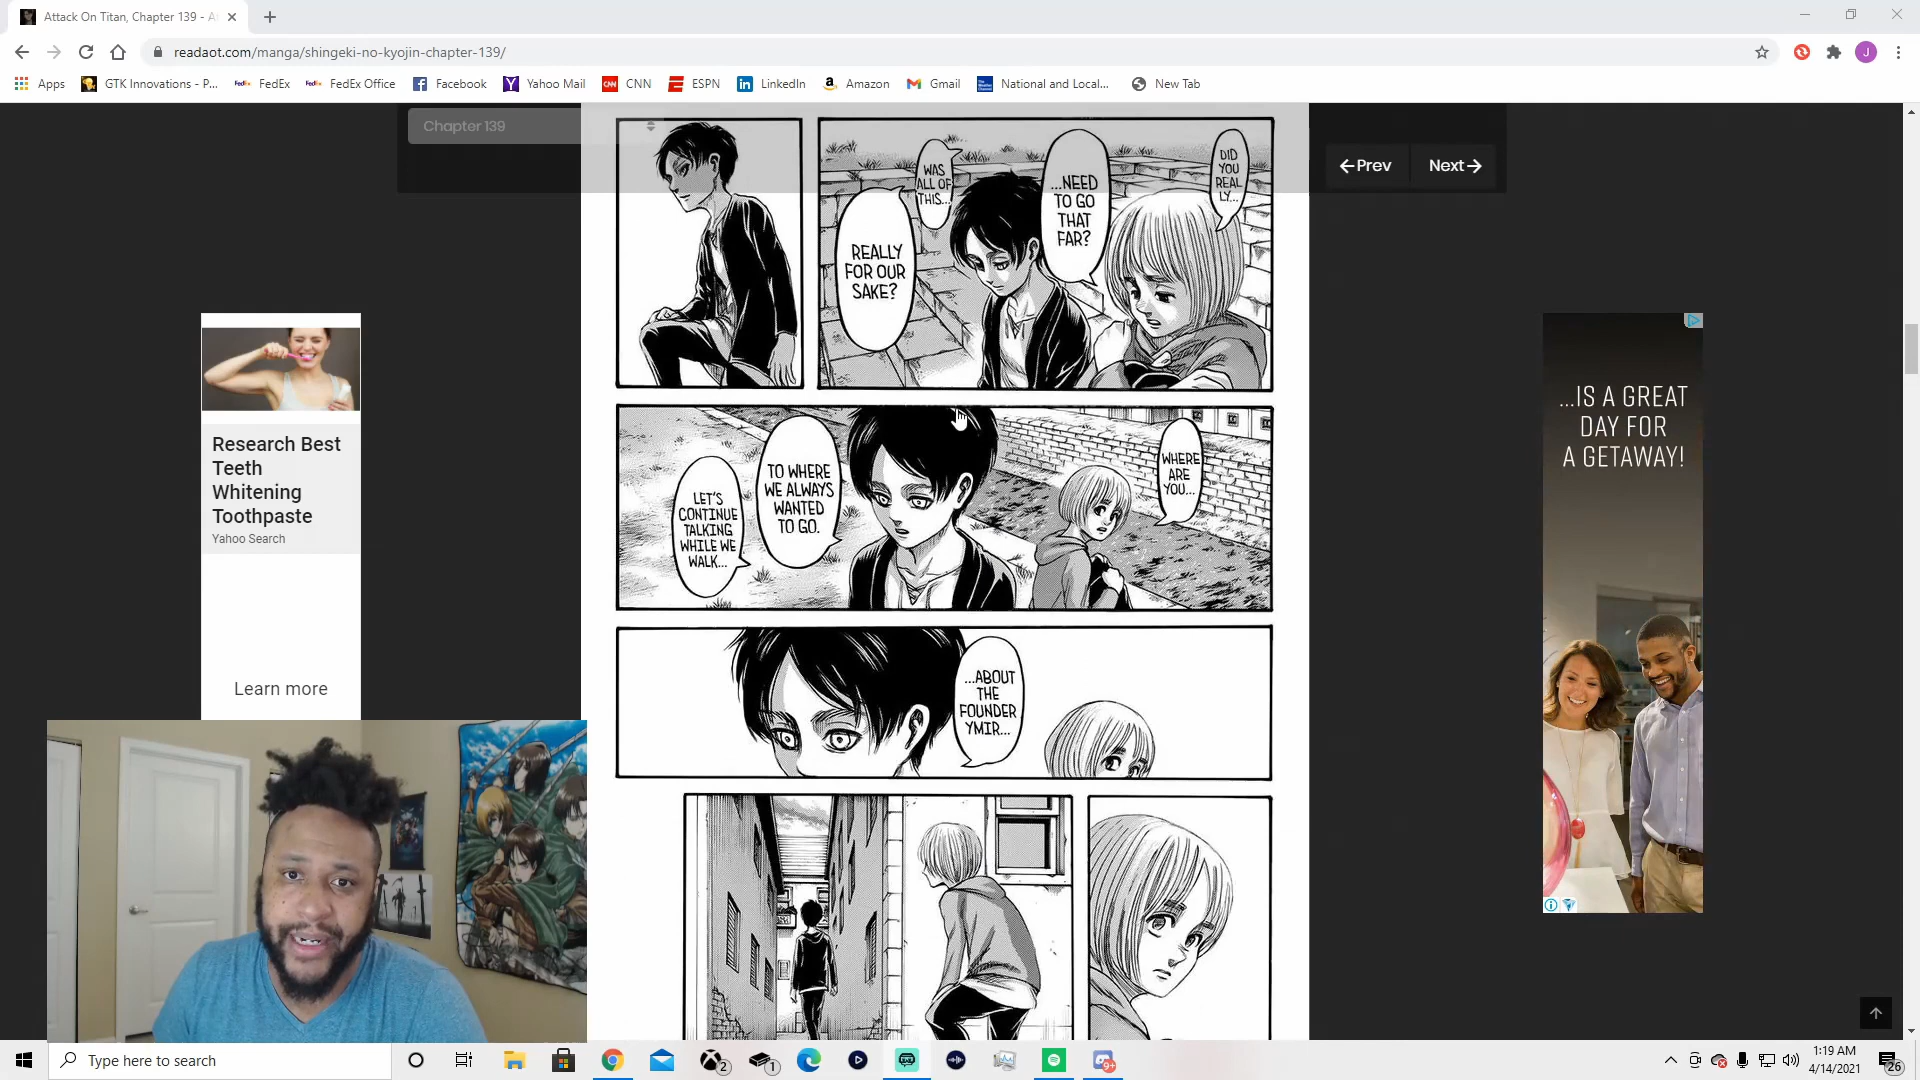 Attack On Titan, Chapter 139 - A
readaot.com/manga/shingeki-no-kyojin-chapter-139/
J
Apps
GTK Innovations - P...
FedEx
FedEx Office
Facebook
Yahoo Mail
CNN
ESPN
LinkedIn
Amazon
Gmail
National and Local...
New Tab
Chapter 139
←Prev
Next→
DID
YOU
REAL
LY...
...NEED
TO GO
THAT
FAR?
WAS
ALL OF
THIS...
REALLY
FOR OUR
SAKE?
WHERE
ARE
YOU...
TO WHERE
WE ALWAYS
WANTED
TO GO.
LET'S
CONTINUE
TALKING
WHILE WE
WALK...
...ABOUT
THE
FOUNDER
YMIR...
Research Best
Teeth
Whitening
Toothpaste
Yahoo Search
Learn more
...IS A GREAT
DAY FOR
A GETAWAY!
Type here to search
2
1
9+
1:19 AM
4/14/2021
26